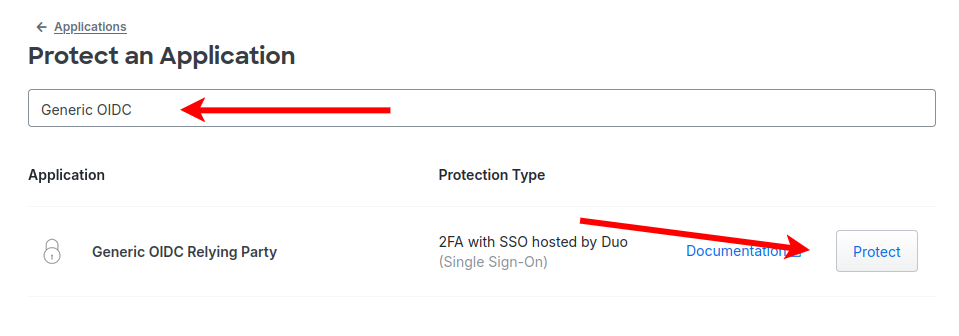 Applications
Protect an Application
Generic OIDC
Application Protection Type
Generic OIDC Relying Party
2FA with SSO hosted by Duo
(Single Sign-On)
Documentation
Protect